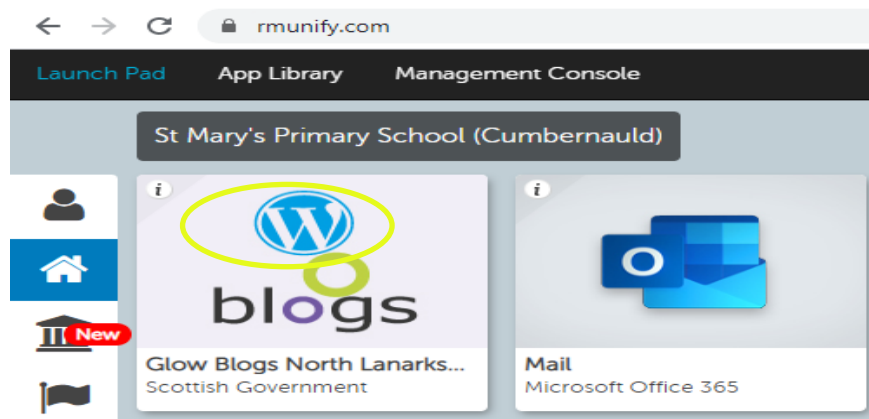 rmunify.com
Launch Pad App Library Management Console
St Mary's Primary School (Cumbernauld)
i i
W
blogs O
New
Glow Blogs North Lanarks... Mail
Scottish Government Microsoft Office 365